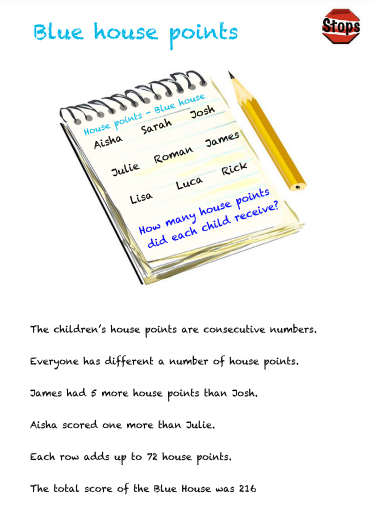 Blue house points
Stops
House points - Blue house
Aisha Sarah Josh
Julie Roman James
Lisa Luca Rick
How many house points
did each child receive?
The children's house points are consecutive numbers.
Everyone has different a number of house points.
James had 5 more house points than Josh.
Aisha scored one more than Julie.
Each row adds up to 72 house points.
The total score of the Blue House was 216